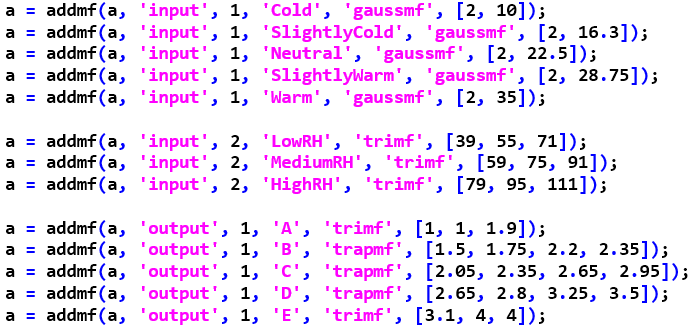 a = addmf(a, 'input', 1, 'Cold', 'gaussmf', [2, 10]);
a = addmf(a, 'input', 1, 'SlightlyCold', 'gaussmf', [2, 16.3]);
a = addmf(a, 'input', 1, 'Neutral', 'gaussmf', [2, 22.5]);
a = addmf(a, 'input', 1, 'SlightlyWarm', 'gaussmf', [2, 28.75]);
a = addmf(a, 'input', 1, 'Warm', 'gaussmf', [2, 35]);
a = addmf(a, 'input', 2, 'LowRH', 'trimf', [39, 55, 71]);
a = addmf(a, 'input', 2, 'MediumRH', 'trimf', [59, 75, 91]);
a = addmf(a, 'input', 2, 'HighRH', 'trimf', [79, 95, 111]);
a = addmf(a, 'output', 1, 'A', 'trimf', [1, 1, 1.9]);
a = addmf(a, 'output', 1, 'B', 'trapmf', [1.5, 1.75, 2.2, 2.35]);
a = addmf(a, 'output', 1, 'C', 'trapmf', [2.05, 2.35, 2.65, 2.95]);
a = addmf(a, 'output', 1, 'D', 'trapmf', [2.65, 2.8, 3.25, 3.5]);
a = addmf(a, 'output', 1, 'E', 'trimf', [3.1, 4, 4]);